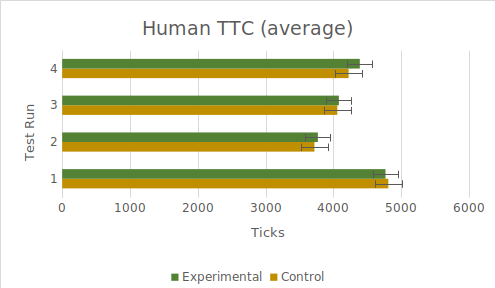 Human TTC (average)
Test Run
4
3
2
1
0 1000 2000 3000 4000 5000 6000
Ticks
Experimental Control